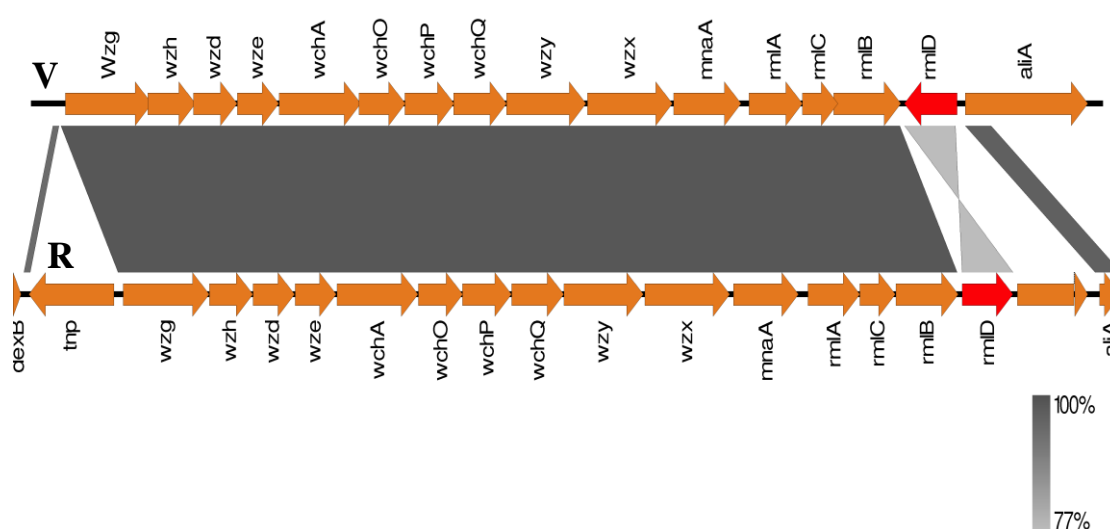 V Wzg wzh wzd wze wchA wchO wchP wchQ wzy wzx mnaA rmlA rmlC rmlB rmlD aliA
R
dexB tnp wzg wzh wzd wze wchA wchO wchP wchQ wzy wzx mnaA rmlA rmlC rmlB rmlD aliA
100%
77%